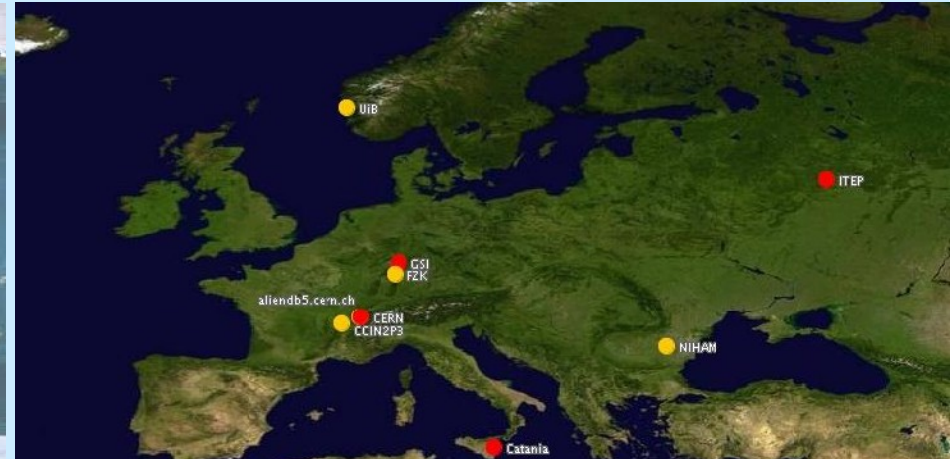 UiB
ITEP
GSI
FZK
aliendb5.cern.ch
CERN
CCIN2P3
NIHAM
Catania